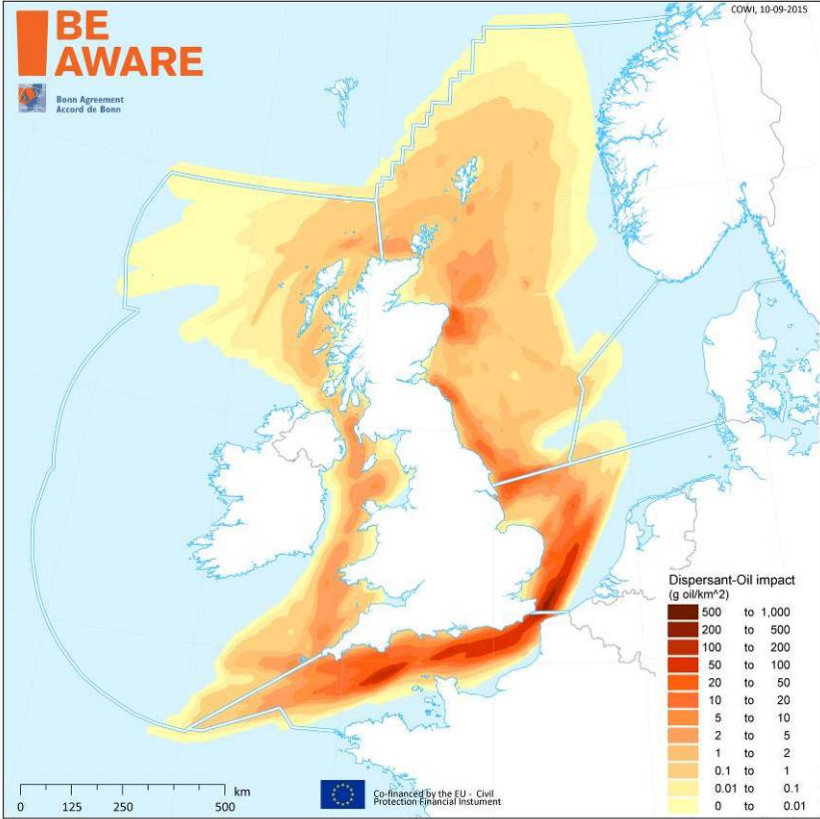 COWI, 10-09-2015
BE
AWARE
Bonn Agreement
Accord de Bonn
Dispersant-Oil impact
(g oil/km^2)
500 to 1,000
200 to 500
100 to 200
50 to 100
20 to 50
10 to 20
5 to 10
2 to 5
1 to 2
0.1 to 1
0.01 to 0.1
0 to 0.01
km
0 125 250 500
Co-financed by the EU - Civil
Protection Financial Instument